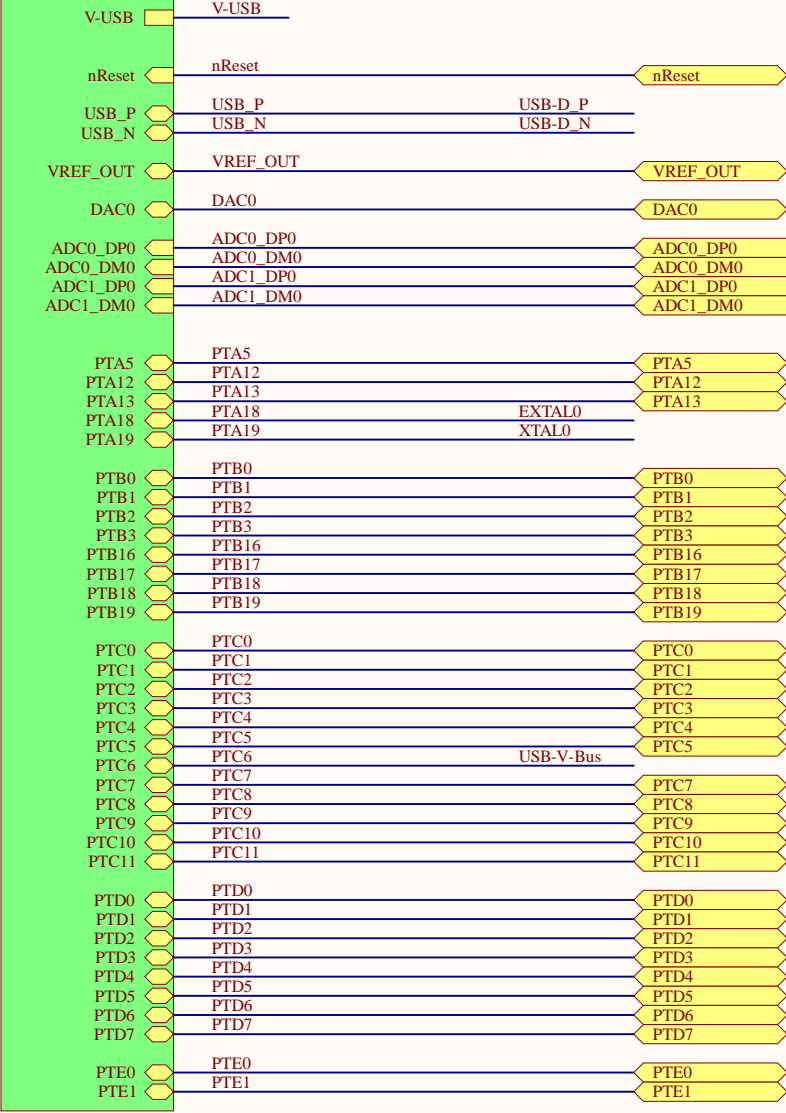 V-USB V-USB
nReset nReset nReset
USB_P USB_P USB-D_P
USB_N USB_N USB-D_N
VREF_OUT VREF_OUT VREF_OUT
DAC0 DAC0 DAC0
ADC0_DP0 ADC0_DP0 ADC0_DP0
ADC0_DM0 ADC0_DM0 ADC0_DM0
ADC1_DP0 ADC1_DP0 ADC1_DP0
ADC1_DM0 ADC1_DM0 ADC1_DM0
PTA5 PTA5 PTA5
PTA12 PTA12 PTA12
PTA13 PTA13 PTA13
PTA18 PTA18 EXTAL0
PTA19 PTA19 XTAL0
PTB0 PTB0 PTB0
PTB1 PTB1 PTB1
PTB2 PTB2 PTB2
PTB3 PTB3 PTB3
PTB16 PTB16 PTB16
PTB17 PTB17 PTB17
PTB18 PTB18 PTB18
PTB19 PTB19 PTB19
PTC0 PTC0 PTC0
PTC1 PTC1 PTC1
PTC2 PTC2 PTC2
PTC3 PTC3 PTC3
PTC4 PTC4 PTC4
PTC5 PTC5 PTC5
PTC6 PTC6 USB-V-Bus
PTC7 PTC7 PTC7
PTC8 PTC8 PTC8
PTC9 PTC9 PTC9
PTC10 PTC10 PTC10
PTC11 PTC11 PTC11
PTD0 PTD0 PTD0
PTD1 PTD1 PTD1
PTD2 PTD2 PTD2
PTD3 PTD3 PTD3
PTD4 PTD4 PTD4
PTD5 PTD5 PTD5
PTD6 PTD6 PTD6
PTD7 PTD7 PTD7
PTE0 PTE0 PTE0
PTE1 PTE1 PTE1